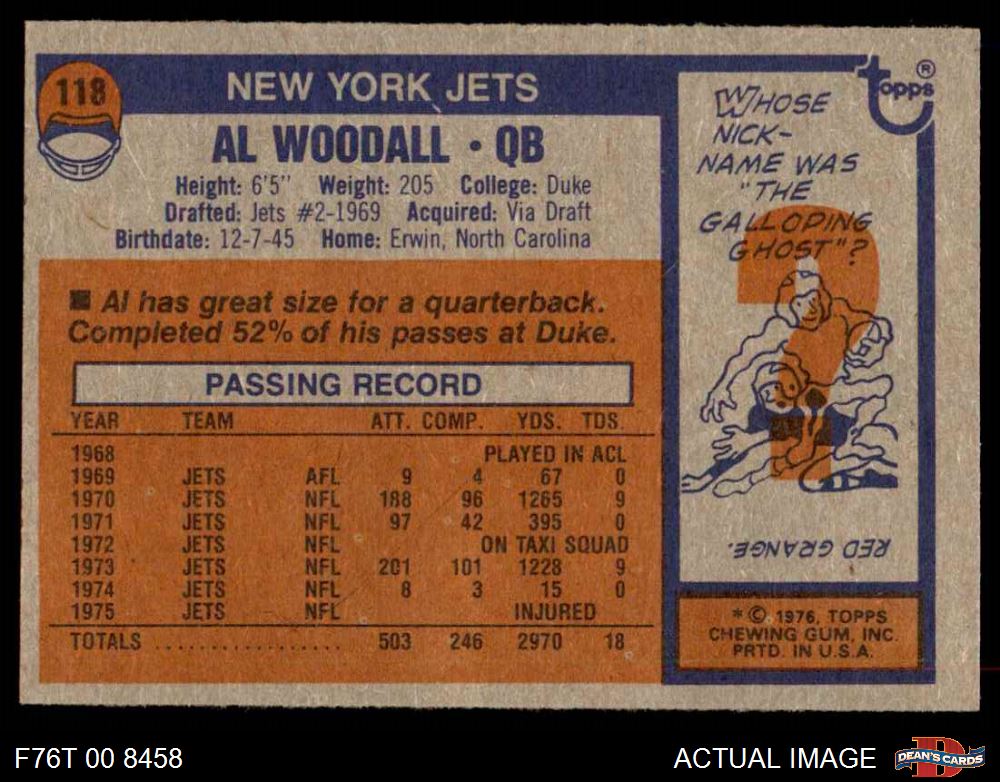 118
NEW YORK JETS
AL WOODALL • QB
Height: 6'5" Weight: 205 College: Duke
Drafted: Jets #2-1969 Acquired: Via Draft
Birthdate: 12-7-45 Home: Erwin, North Carolina
■ Al has great size for a quarterback.
Completed 52% of his passes at Duke.
PASSING RECORD
YEAR TEAM ATT. COMP. YDS. TDS.
1968 PLAYED IN ACL
1969 JETS AFL 9 4 67 0
1970 JETS NFL 188 96 1265 9
1971 JETS NFL 97 42 395 0
1972 JETS NFL ON TAXI SQUAD
1973 JETS NFL 201 101 1228 9
1974 JETS NFL 8 3 15 0
1975 JETS NFL INJURED
TOTALS .................. 503 246 2970 18
topps®
WHOSE
NICK-
NAME WAS
"THE
GALLOPING
GHOST"?
?
RED GRANGE.
* © 1976, TOPPS
CHEWING GUM, INC.
PRTD. IN U.S.A.
F76T 00 8458
ACTUAL IMAGE
D
DEAN'S CARDS